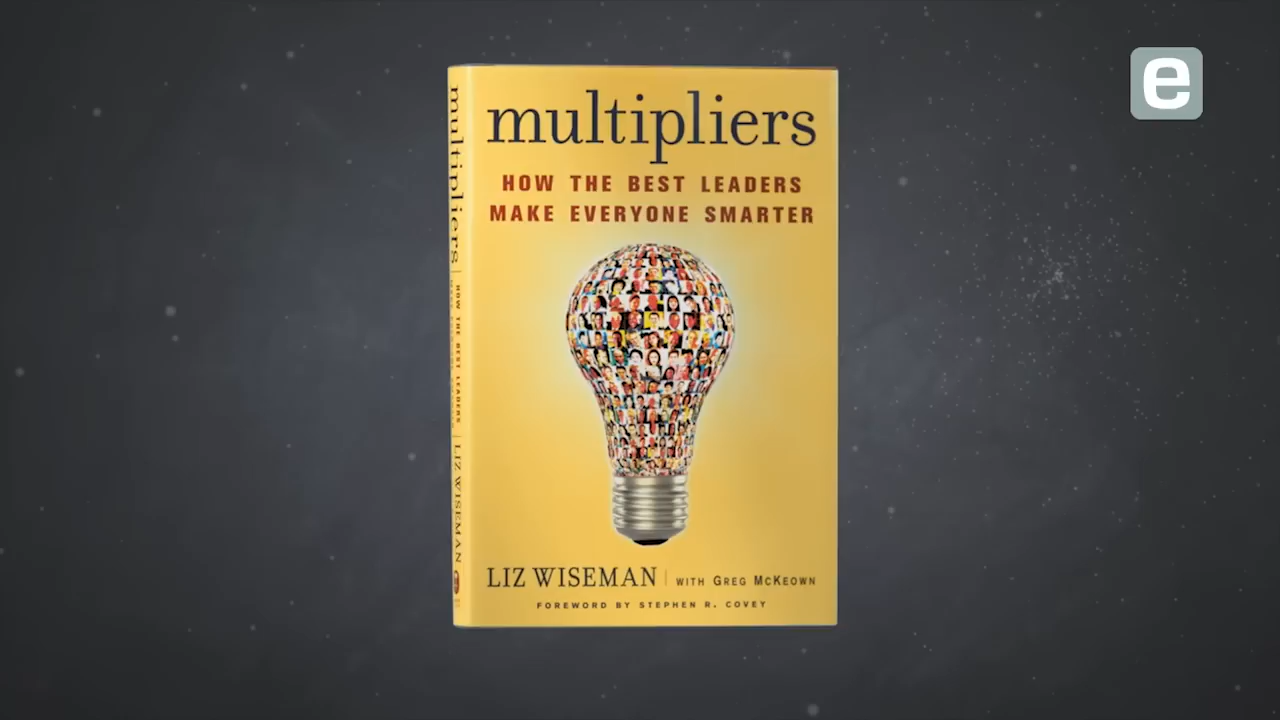 e
multipliers
HOW THE BEST LEADERS
MAKE EVERYONE SMARTER
LIZ WISEMAN | WITH GREG MCKEOWN
FOREWORD BY STEPHEN R. COVEY
multipliers | HOW THE BEST LEADERS | LIZ WISEMAN